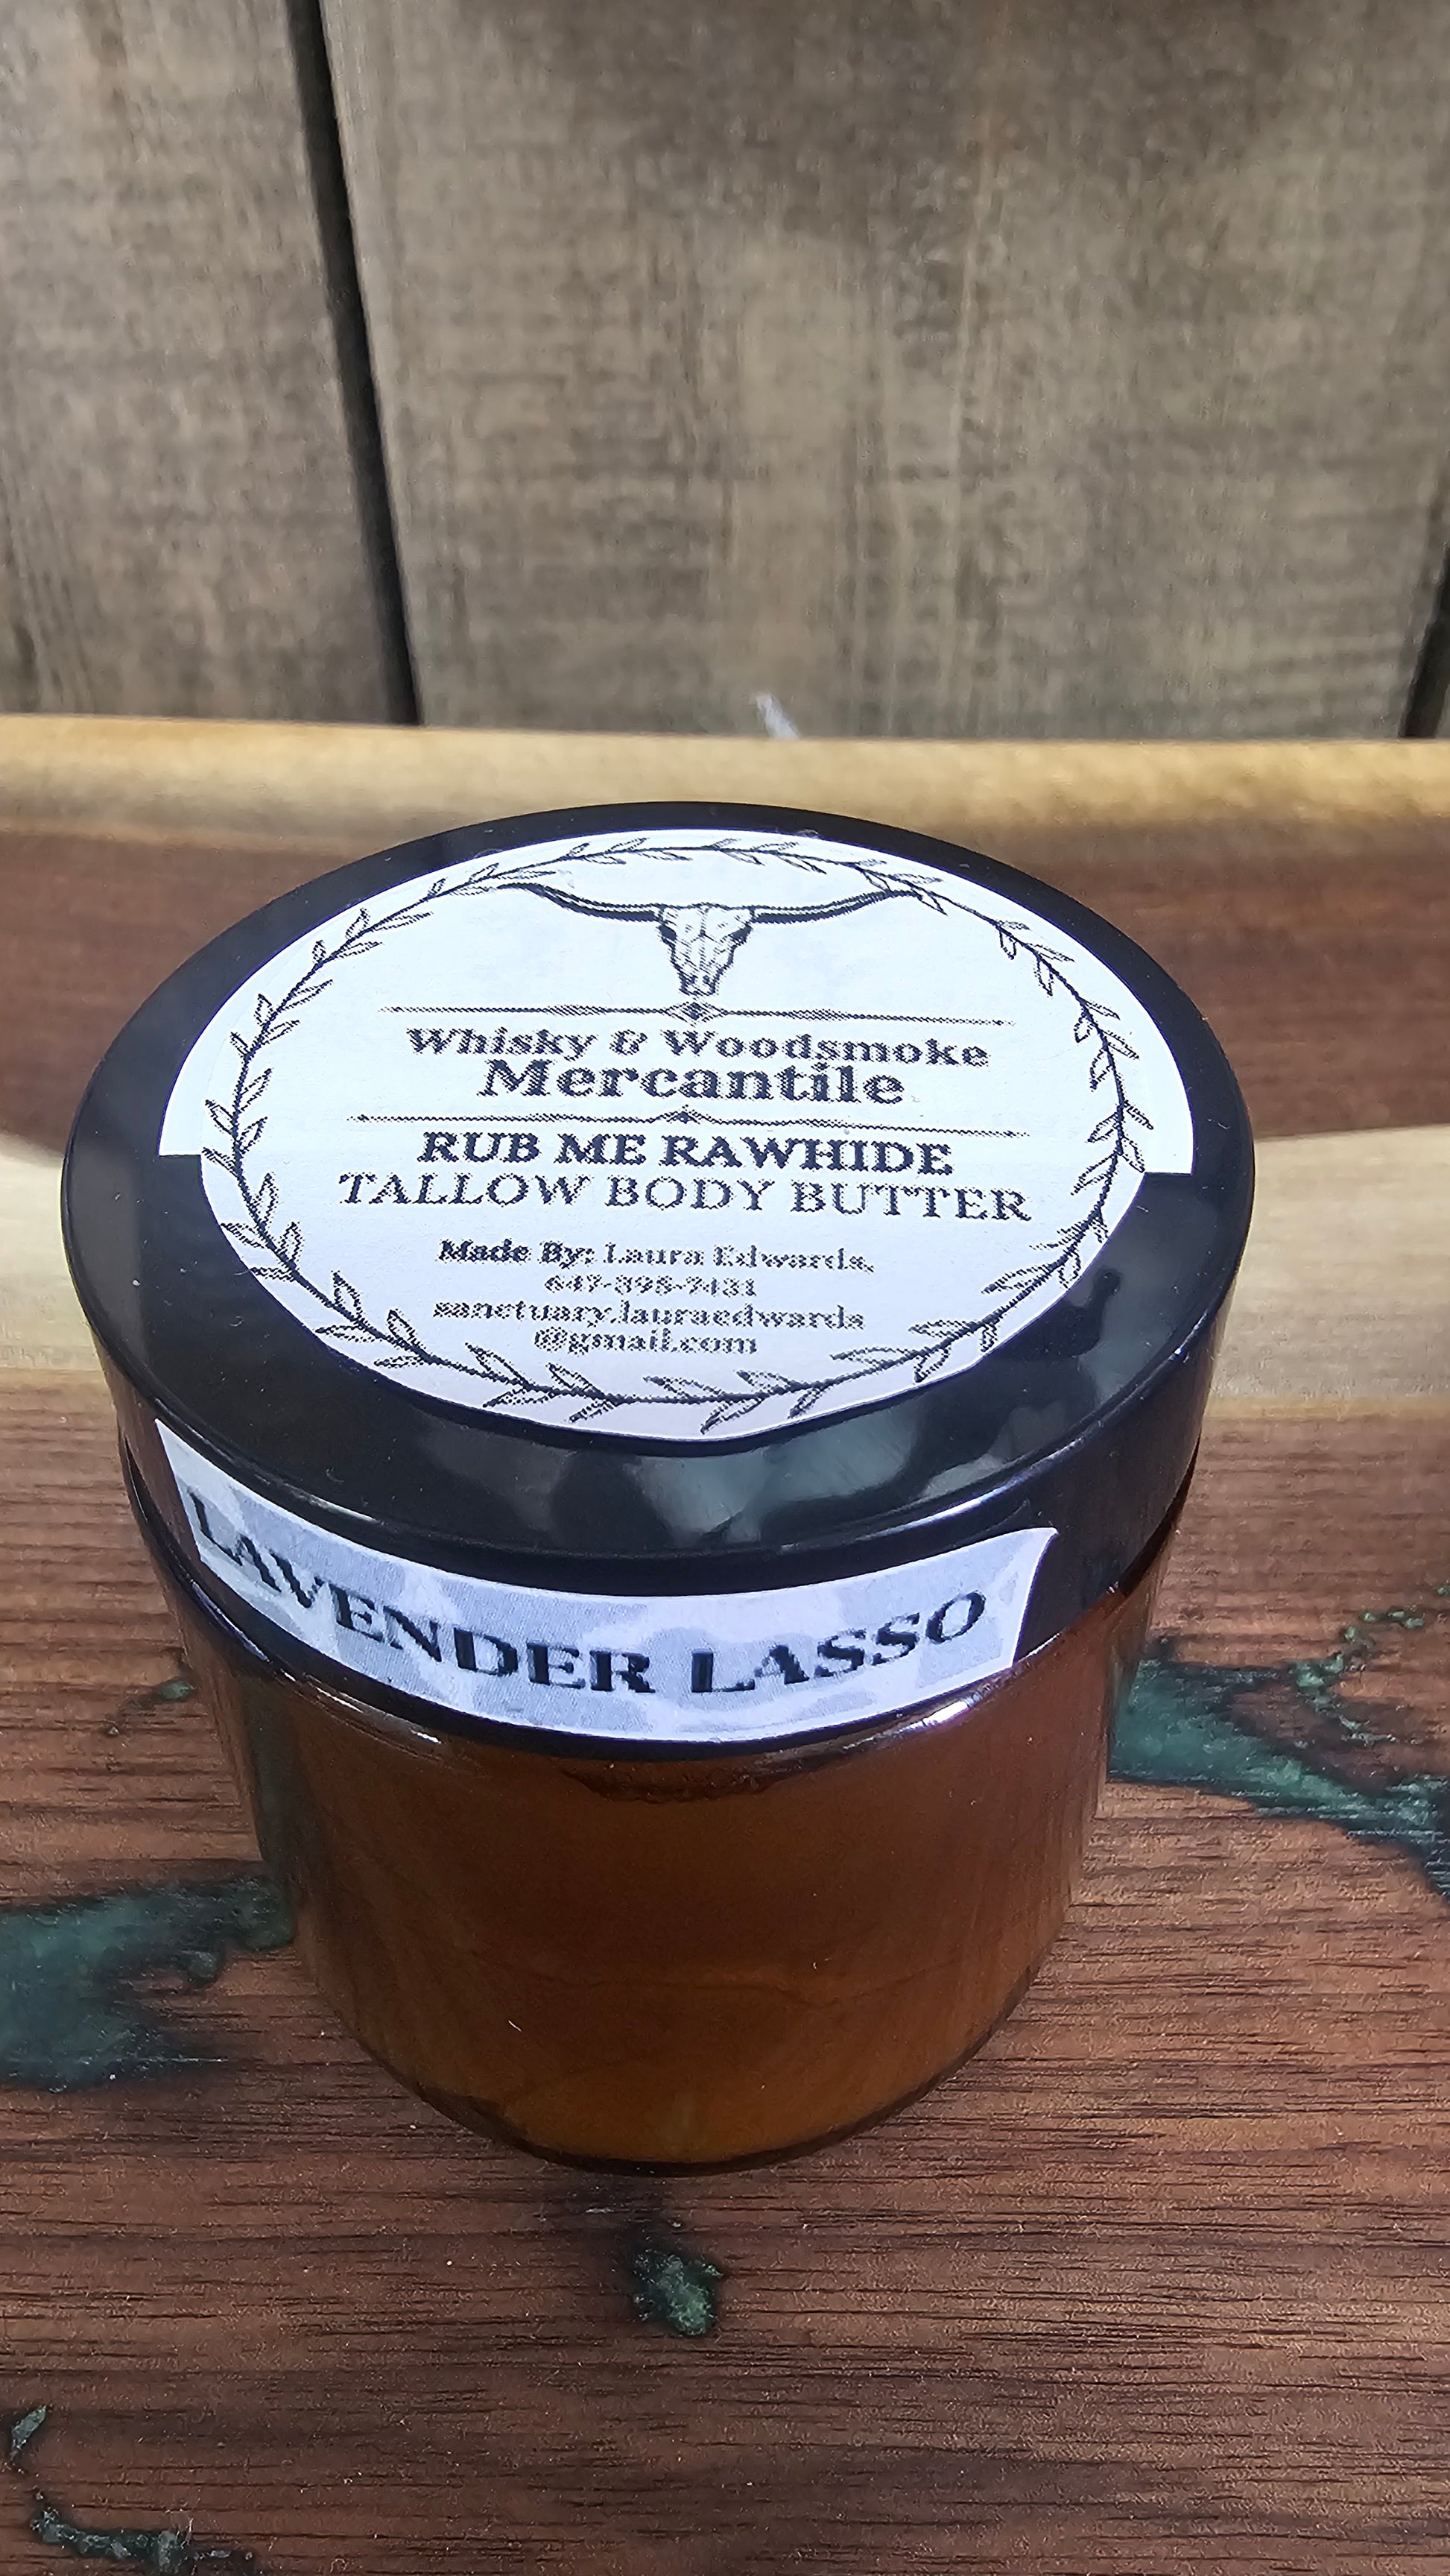 Whisky & Woodsmoke
Mercantile
RUB ME RAWHIDE
TALLOW BODY BUTTER
Made By: Laura Edwards,
647-395-7431
sanctuary.lauraedwards
@gmail.com
LAVENDER LASSO